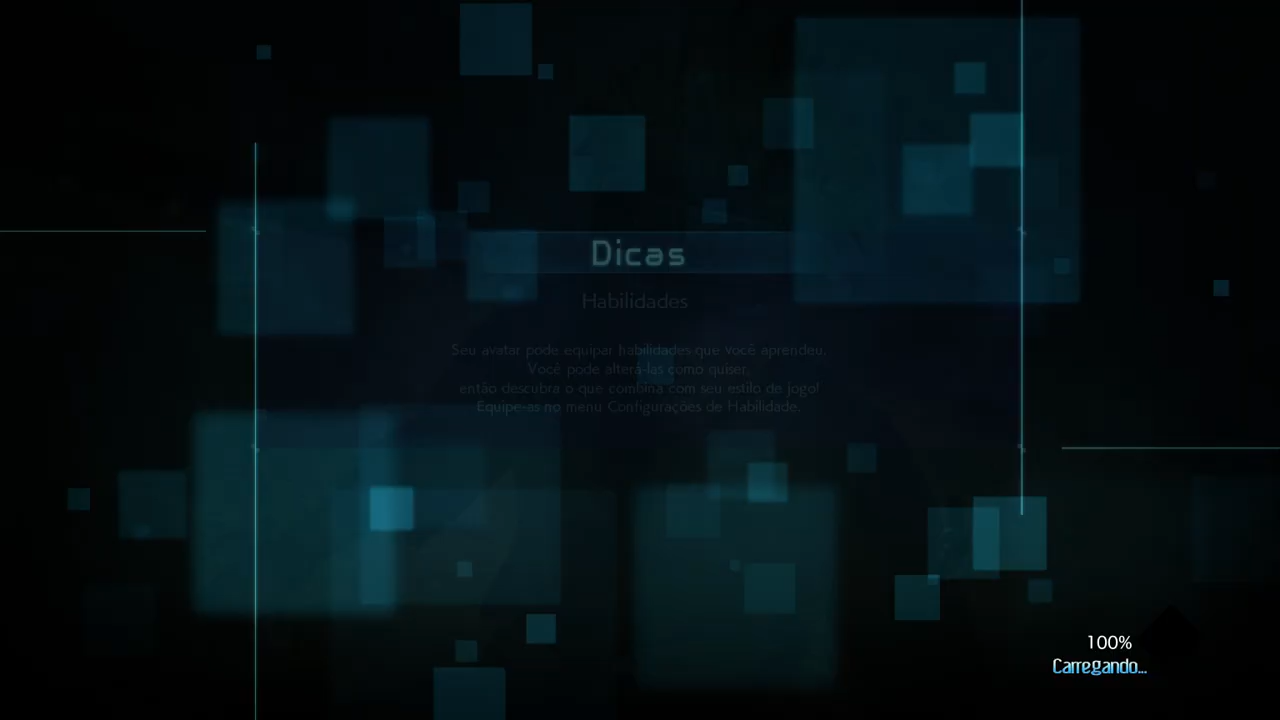 Dicas
Habilidades
Seu avatar pode equipar habilidades que você aprendeu.
Você pode alterá-las como quiser,
então descubra o que combina com seu estilo de jogo!
Equipe-as no menu Configurações de Habilidade.
100%
Carregando...